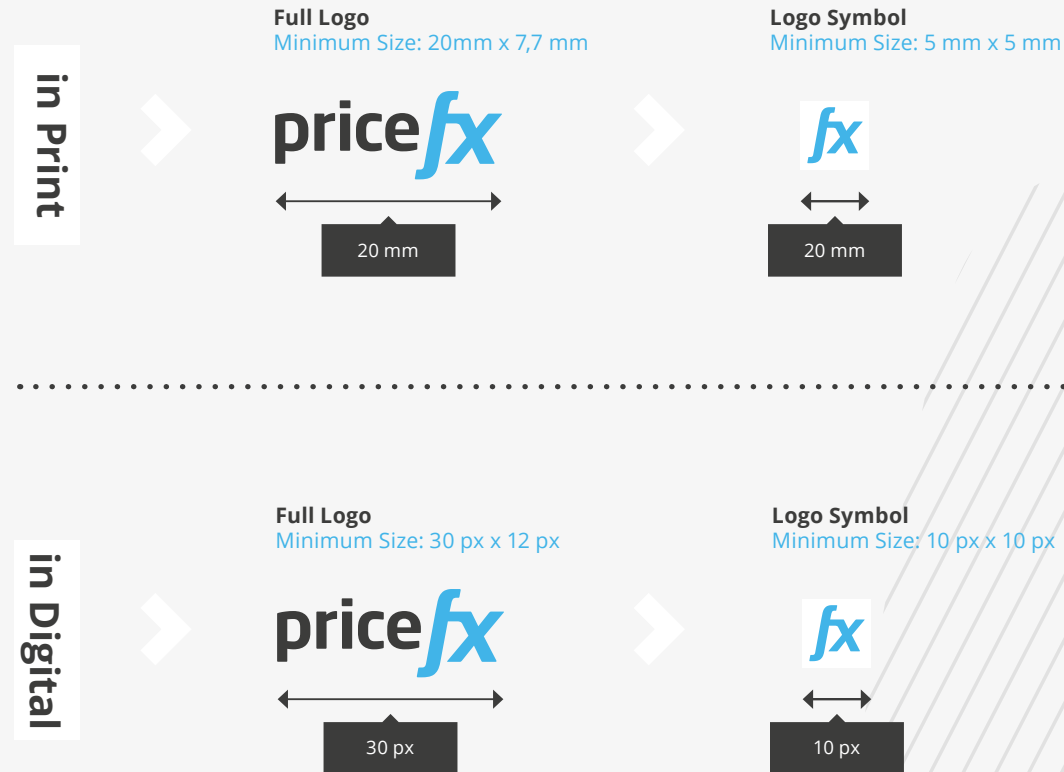 in Print
Full Logo
Minimum Size: 20mm x 7,7 mm
pricefx
20 mm
Logo Symbol
Minimum Size: 5 mm x 5 mm
fx
20 mm
in Digital
Full Logo
Minimum Size: 30 px x 12 px
pricefx
30 px
Logo Symbol
Minimum Size: 10 px x 10 px
fx
10 px